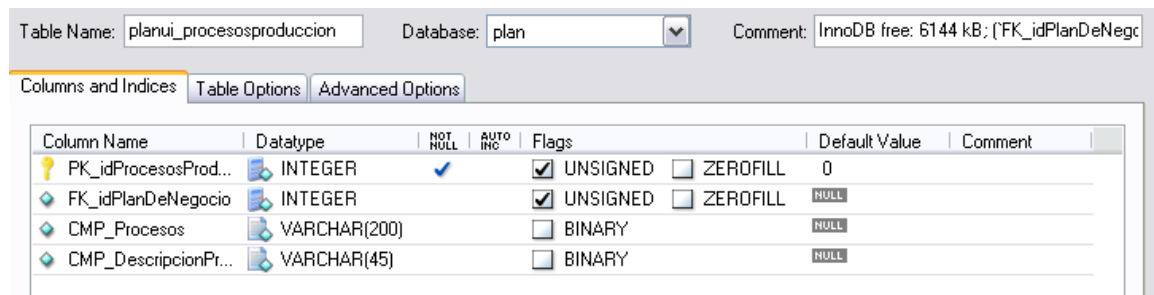 Table Name: planui_procesosproduccion Database: plan Comment: InnoDB free: 6144 kB; (`FK_idPlanDeNegc
Columns and Indices Table Options Advanced Options
Column Name Datatype NOT NULL AUTO INC Flags Default Value Comment
PK_idProcesosProd... INTEGER UNSIGNED ZEROFILL 0
FK_idPlanDeNegocio INTEGER UNSIGNED ZEROFILL NULL
CMP_Procesos VARCHAR(200) BINARY NULL
CMP_DescripcionPr... VARCHAR(45) BINARY NULL